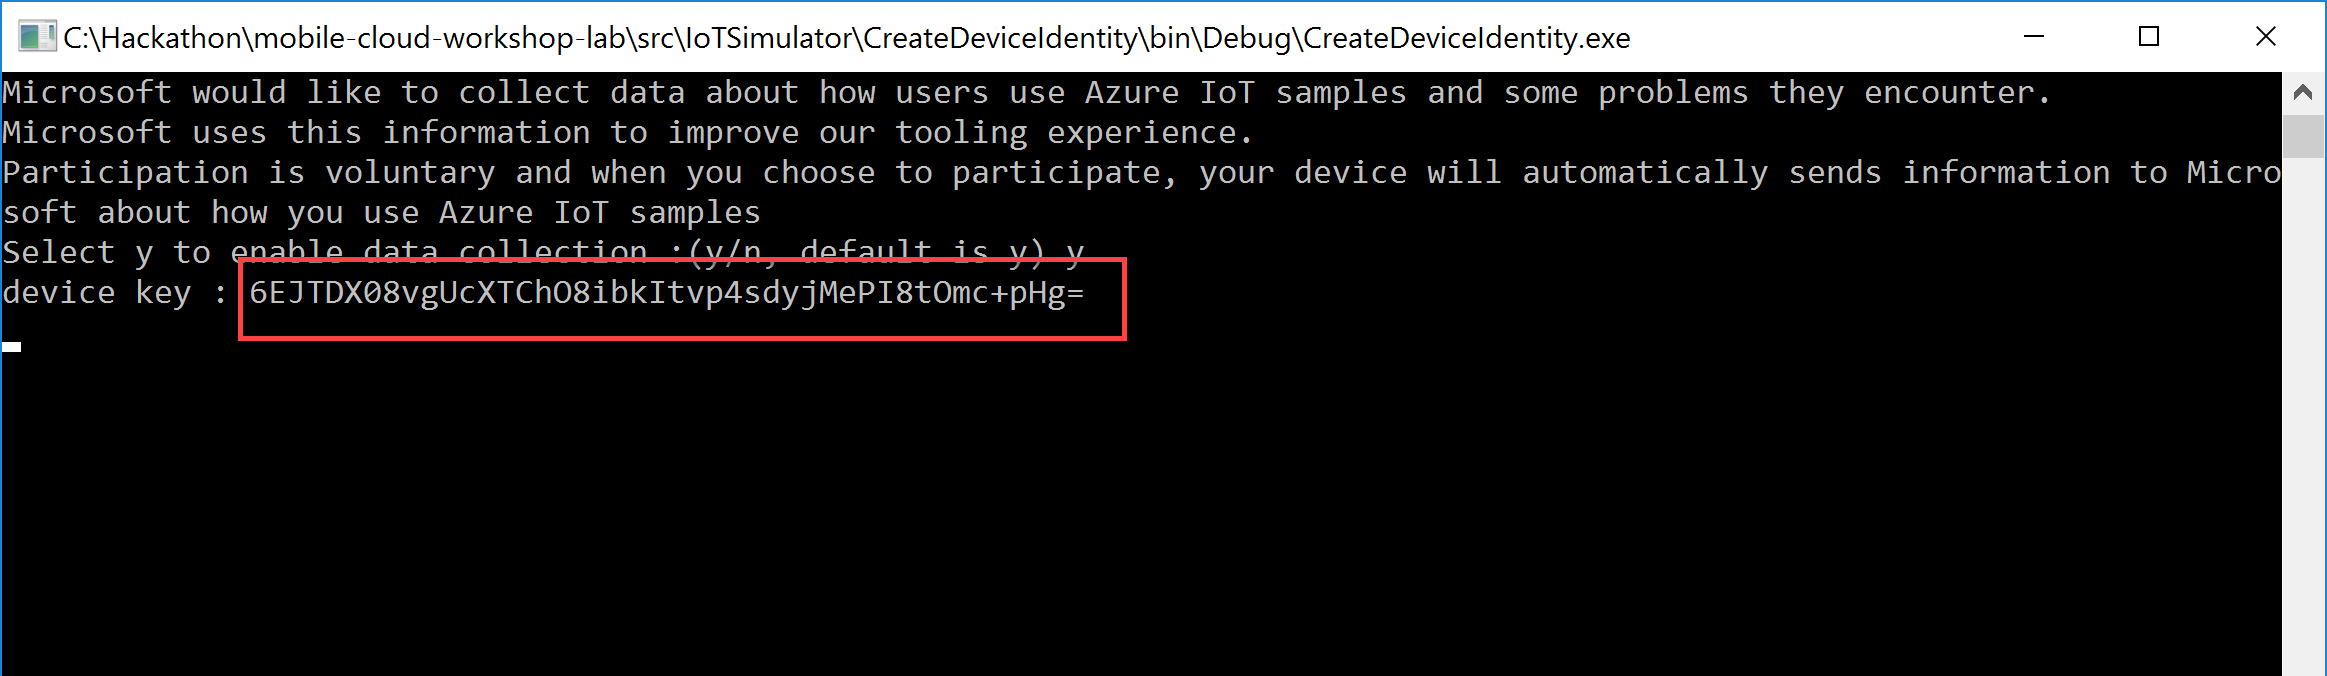 C:\Hackathon\mobile-cloud-workshop-lab\src\IoTSimulator\CreateDeviceIdentity\bin\Debug\CreateDeviceIdentity.exe
Microsoft would like to collect data about how users use Azure IoT samples and some problems they encounter.
Microsoft uses this information to improve our tooling experience.
Participation is voluntary and when you choose to participate, your device will automatically sends information to Micro
soft about how you use Azure IoT samples
Select y to enable data collection :(y/n, default is y) y
device key : 6EJTDX08vgUcXTChO8ibkItvp4sdyjMePI8tOmc+pHg=